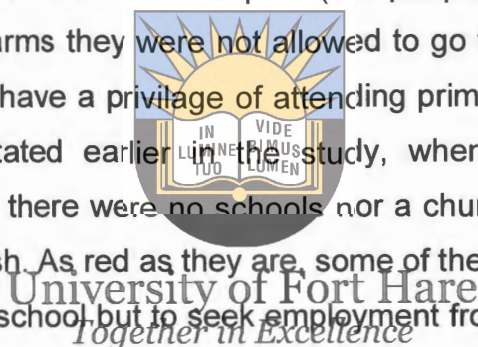 arms they were not allowed to go
have a privilage of attending prim
tated earlier in the study, when
there were no schools nor a chu
sh. As red as they are, some of the
school but to seek employment fro
IN LUMINE TUO
VIDE BIMUS LUMEN
University of Fort Hare
Together in Excellence